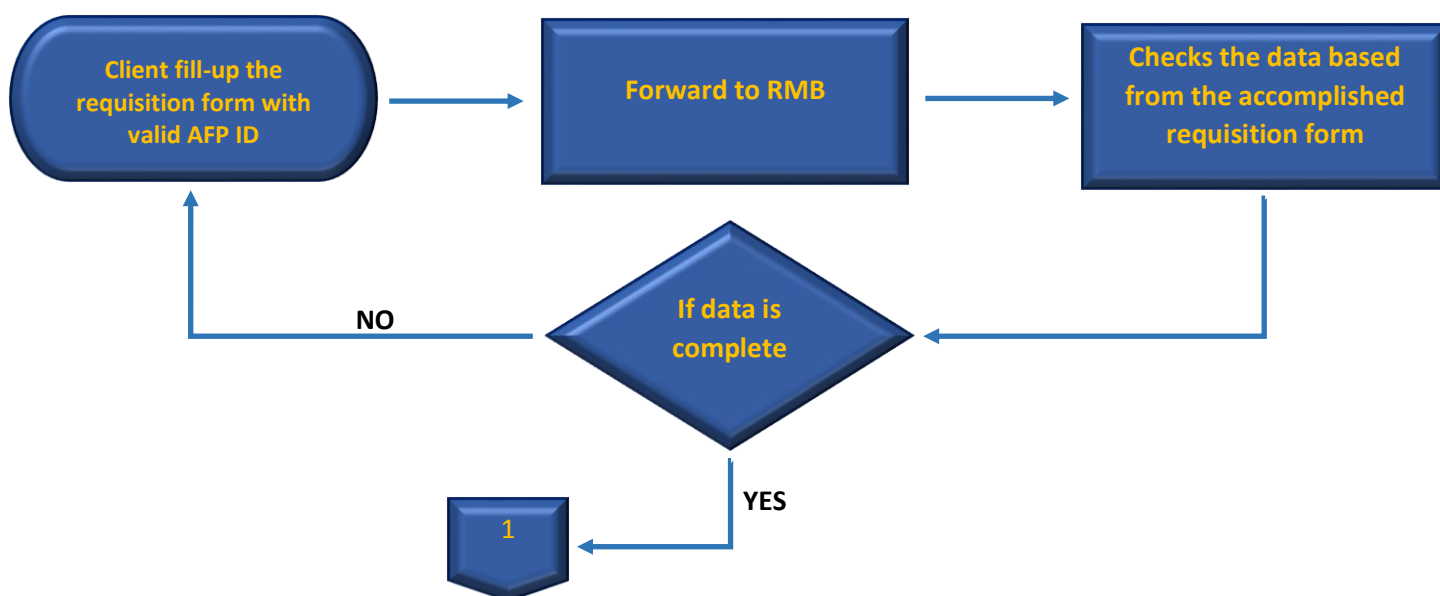 Client fill-up the
requisition form with
valid AFP ID
Forward to RMB
Checks the data based
from the accomplished
requisition form
If data is
complete
NO
YES
1